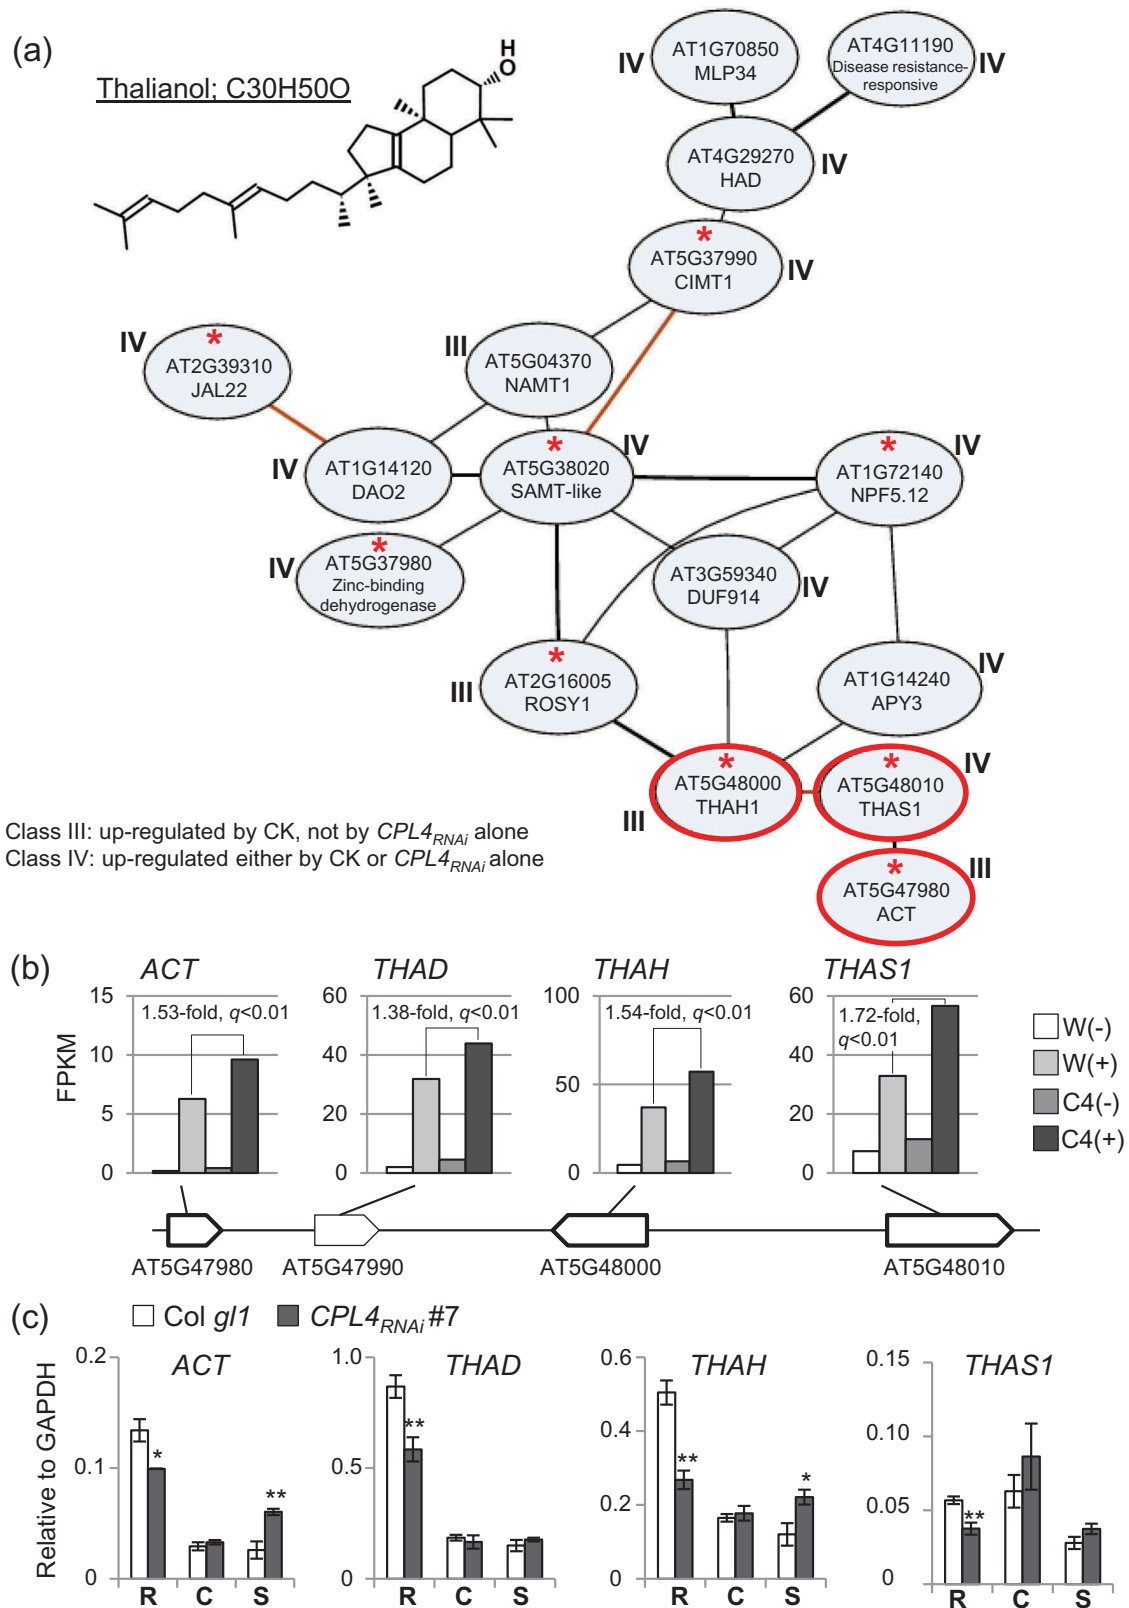 (a)
Thalianol; C30H50O
H
O
IV
AT1G70850
MLP34
AT4G11190
Disease resistance-
responsive
IV
AT4G29270
HAD
IV
*
AT5G37990
CIMT1
IV
IV
*
AT2G39310
JAL22
III
AT5G04370
NAMT1
IV
AT1G14120
DAO2
*
AT5G38020
SAMT-like
IV
*
AT1G72140
NPF5.12
IV
IV
*
AT5G37980
Zinc-binding
dehydrogenase
AT3G59340
DUF914
IV
III
*
AT2G16005
ROSY1
AT1G14240
APY3
IV
III
*
AT5G48000
THAH1
*
AT5G48010
THAS1
IV
*
AT5G47980
ACT
III
Class III: up-regulated by CK, not by CPL4RNAi alone
Class IV: up-regulated either by CK or CPL4RNAi alone
(b)
ACT
THAD
THAH
THAS1
FPKM
15
10
5
0
1.53-fold, q<0.01
60
40
20
0
1.38-fold, q<0.01
100
50
0
1.54-fold, q<0.01
60
40
20
0
1.72-fold,
q<0.01
W(-)
W(+)
C4(-)
C4(+)
AT5G47980
AT5G47990
AT5G48000
AT5G48010
(c)
Col gl1
CPL4RNAi #7
Relative to GAPDH
ACT
0.2
0.1
0
*
**
R C S
THAD
1.0
0.5
0
**
R C S
THAH
0.6
0.4
0.2
0
**
*
R C S
THAS1
0.15
0.10
0.05
0
**
R C S